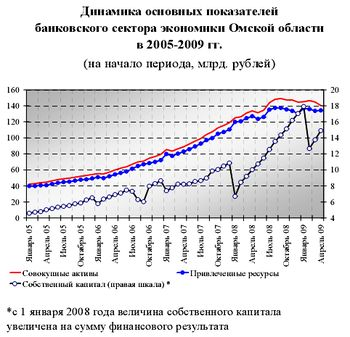 Динамика основных показателей
банковского сектора экономики Омской области
в 2005-2009 гг.
(на начало периода, млрд. рублей)
160 18
140 16
120 14
100 12
80 10
60 8
40 6
20 4
0 2
Январь 05 Апрель 05 Июль 05 Октябрь 05 Январь 06 Апрель 06 Июль 06 Октябрь 06 Январь 07 Апрель 07 Июль 07 Октябрь 07 Январь 08 Апрель 08 Июль 08 Октябрь 08 Январь 09 Апрель 09
Совокупные активы Привлеченные ресурсы
Собственный капитал (правая шкала) *
*с 1 января 2008 года величина собственного капитала
увеличена на сумму финансового результата